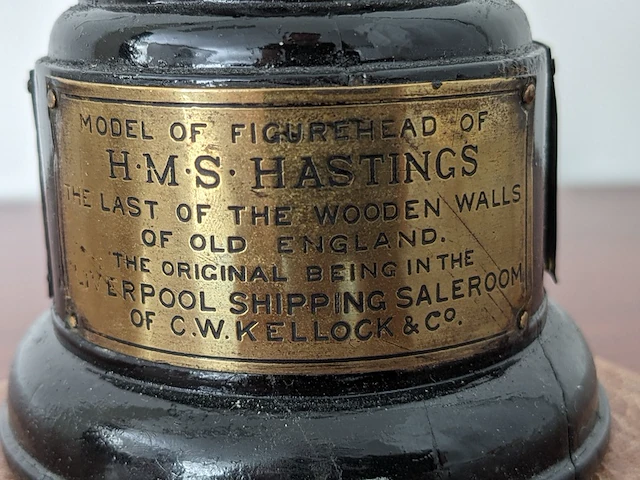 MODEL OF FIGUREHEAD OF
H·M·S· HASTINGS
THE LAST OF THE WOODEN WALLS
OF OLD ENGLAND.
THE ORIGINAL BEING IN THE
LIVERPOOL SHIPPING SALEROOM
OF C.W. KELLOCK & Co.